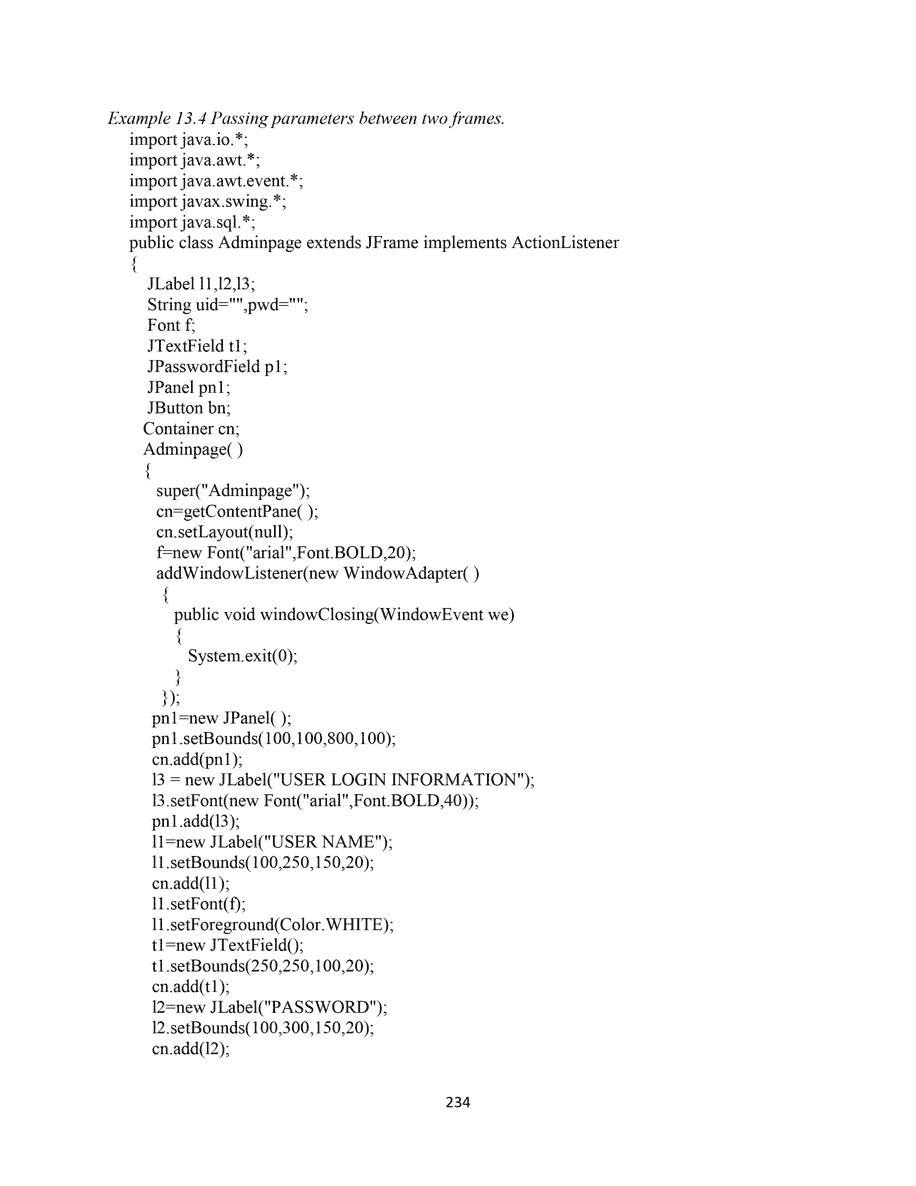 Example 13.4 Passing parameters between two frames.
import java.io.*;
import java.awt.*;
import java.awt.event.*;
import javax.swing.*;
import java.sql.*;
public class Adminpage extends JFrame implements ActionListener
{
JLabel l1,l2,l3;
String uid="",pwd="";
Font f;
JTextField t1;
JPasswordField p1;
JPanel pn1;
JButton bn;
Container cn;
Adminpage( )
{
super("Adminpage");
cn=getContentPane( );
cn.setLayout(null);
f=new Font("arial",Font.BOLD,20);
addWindowListener(new WindowAdapter( )
{
public void windowClosing(WindowEvent we)
{
System.exit(0);
}
});
pn1=new JPanel( );
pn1.setBounds(100,100,800,100);
cn.add(pn1);
l3 = new JLabel("USER LOGIN INFORMATION");
l3.setFont(new Font("arial",Font.BOLD,40));
pn1.add(l3);
l1=new JLabel("USER NAME");
l1.setBounds(100,250,150,20);
cn.add(l1);
l1.setFont(f);
l1.setForeground(Color.WHITE);
t1=new JTextField();
t1.setBounds(250,250,100,20);
cn.add(t1);
l2=new JLabel("PASSWORD");
l2.setBounds(100,300,150,20);
cn.add(l2);
234